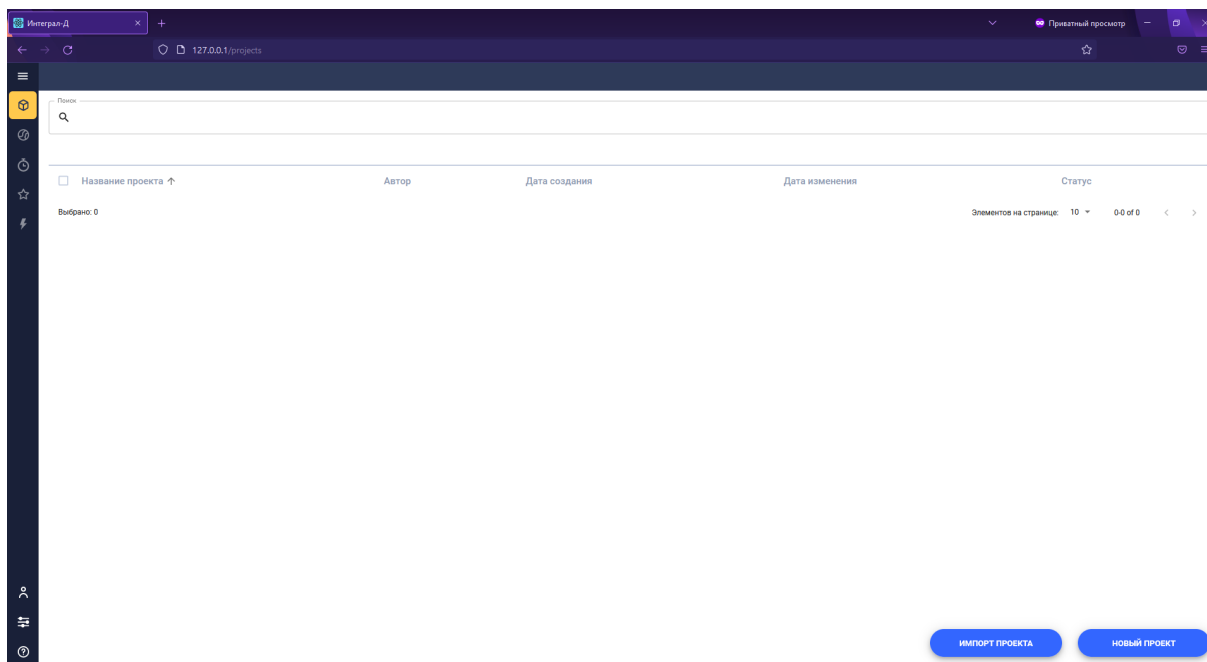 Интеграл-Д
Приватный просмотр
127.0.0.1/projects
Поиск
Название проекта Автор Дата создания Дата изменения Статус
Выбрано: 0 Элементов на странице: 10 0-0 of 0
ИМПОРТ ПРОЕКТА НОВЫЙ ПРОЕКТ